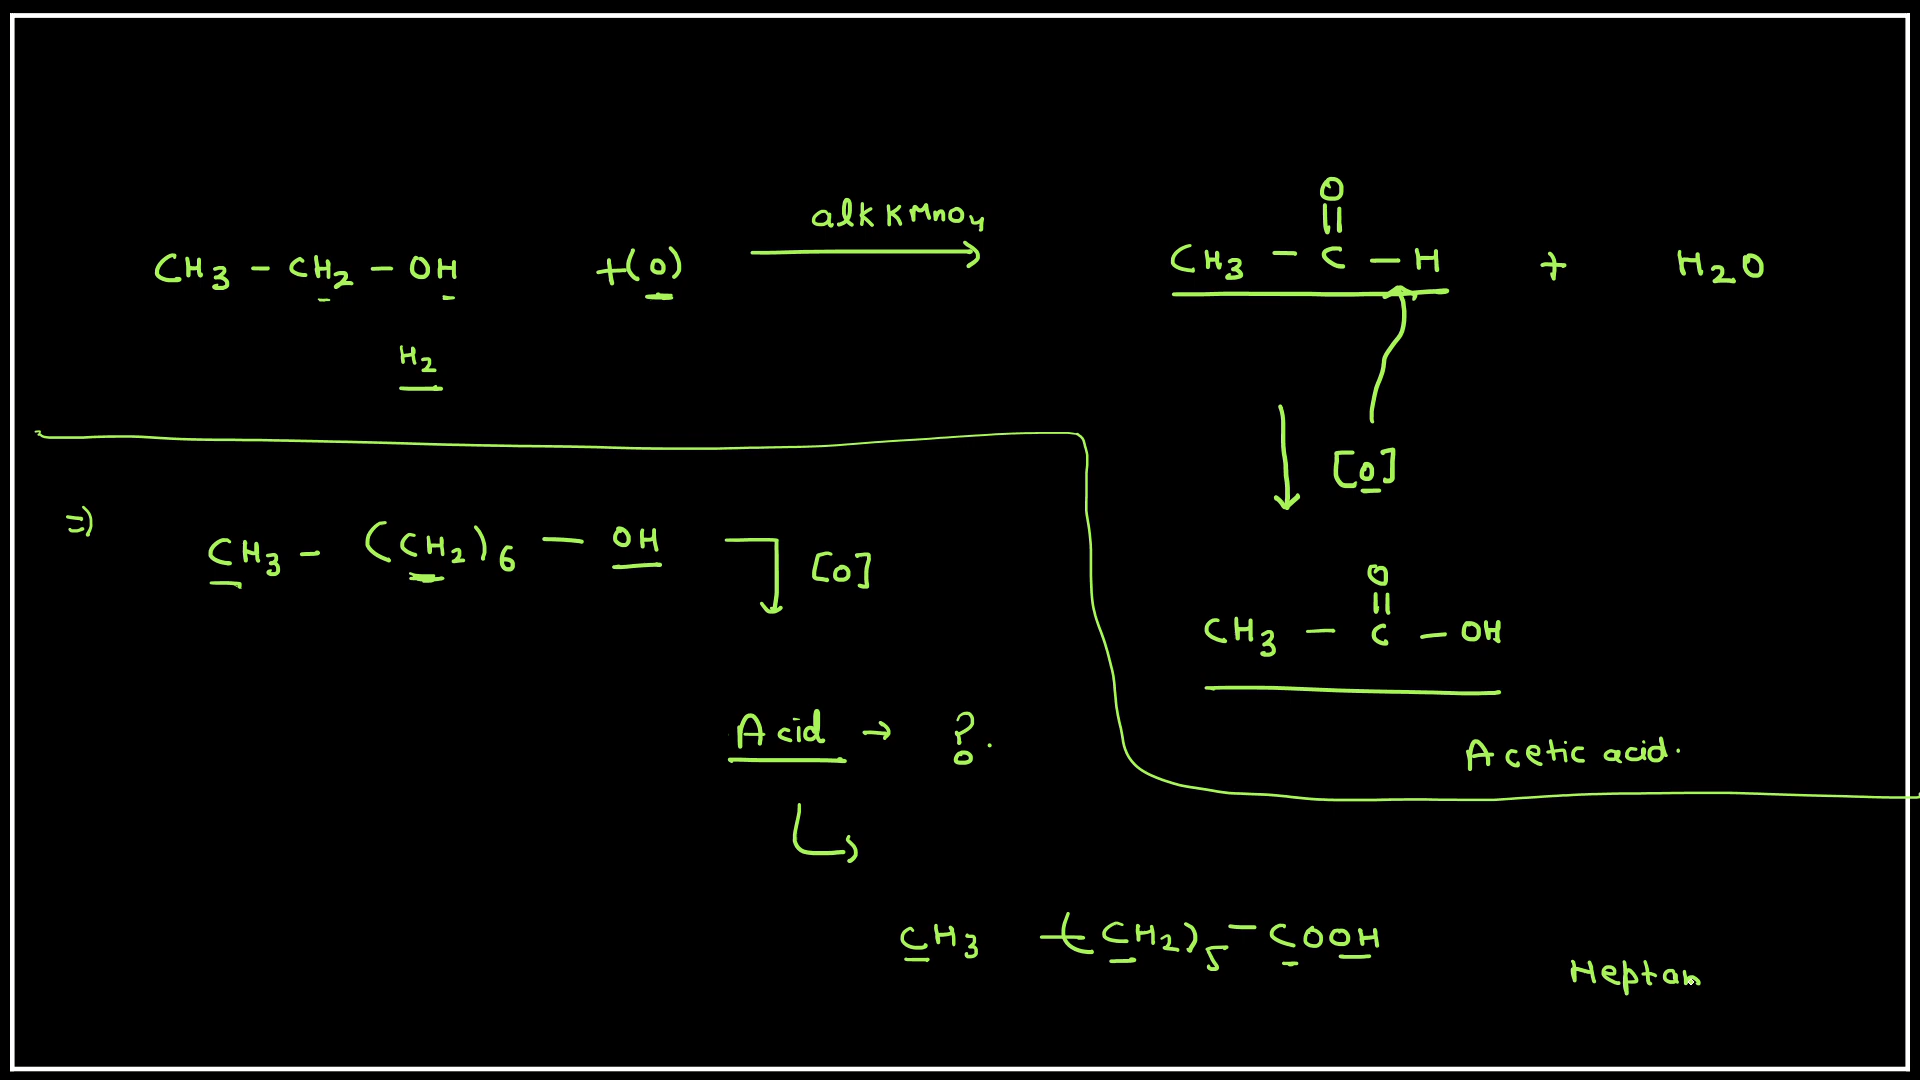 alk KMnO4
CH3 - CH2 - OH +(O) → CH3 - C - H + H2O
O
||
H2
[O]
=) CH3 - (CH2)6 - OH [O]
O
||
CH3 - C - OH
Acid → ?.
Acetic acid.
CH3 -(CH2)5 - COOH
Heptan